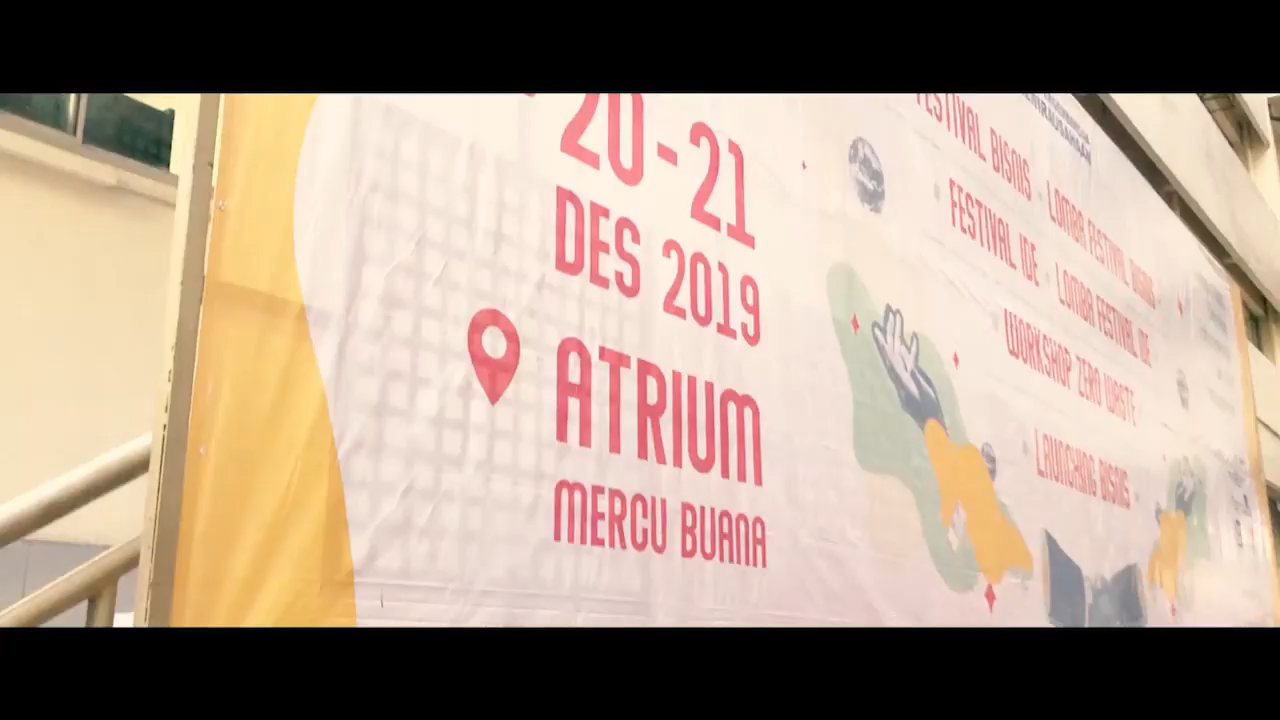 20-21
DES 2019
ATRIUM
MERCU BUANA
FESTIVAL BISNIS - LOMBA FESTIVAL BISNIS
FESTIVAL IDE - LOMBA FESTIVAL IDE
WORKSHOP ZERO WASTE
LAUNCHING BISNIS